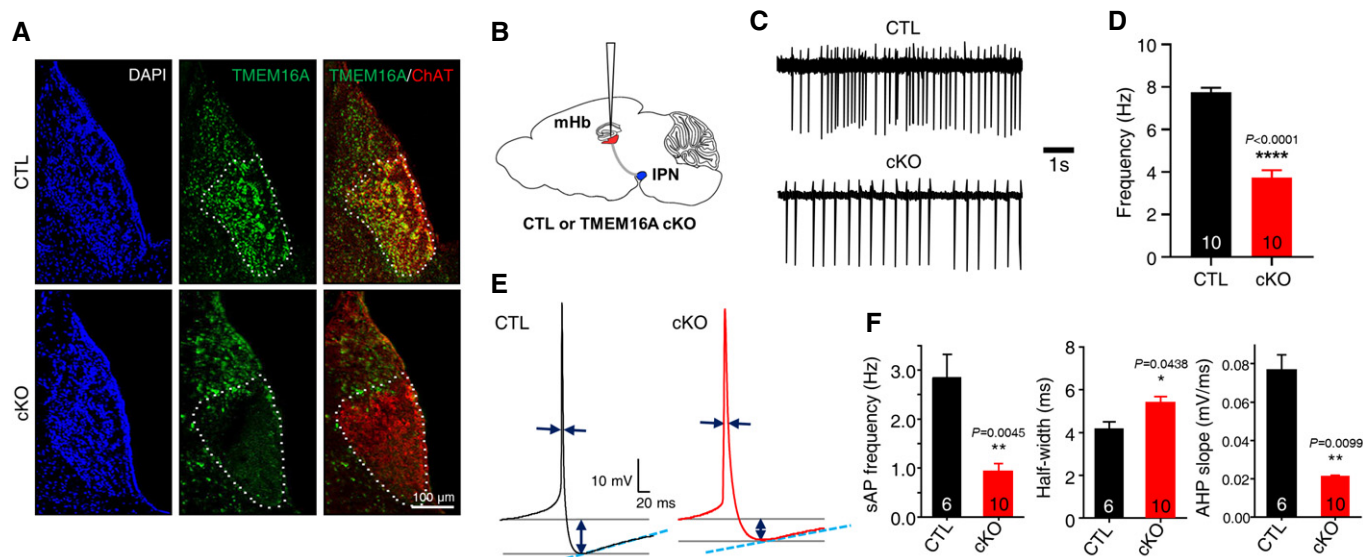 A
DAPI
TMEM16A
TMEM16A/ChAT
CTL
cKO
100 µm
B
mHb
IPN
CTL or TMEM16A cKO
C
CTL
cKO
1s
D
Frequency (Hz)
10
8
6
4
2
0
P<0.0001
****
10
10
CTL
cKO
E
CTL
cKO
10 mV
20 ms
F
sAP frequency (Hz)
3.0
2.0
1.0
0.0
P=0.0045
**
6
10
CTL
cKO
Half-width (ms)
8
6
4
2
0
P=0.0438
*
6
10
CTL
cKO
AHP slope (mV/ms)
0.08
0.06
0.04
0.02
0.00
P=0.0099
**
6
10
CTL
cKO